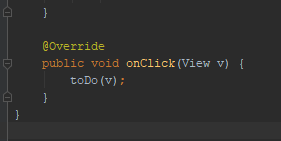 }
@Override
public void onClick(View v) {
toDo(v);
}
}